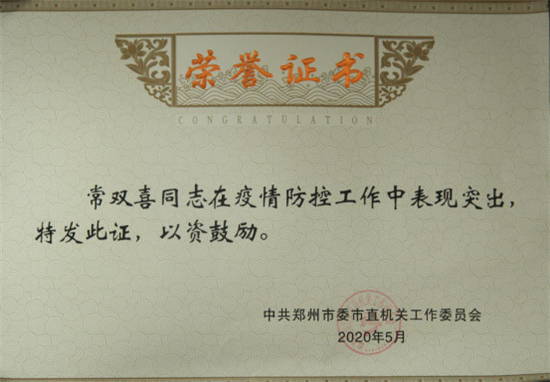 荣誉证书
CONGRATULATION
常双喜同志在疫情防控工作中表现突出，
特发此证，以资鼓励。
中共郑州市委市直机关工作委员会
2020年5月